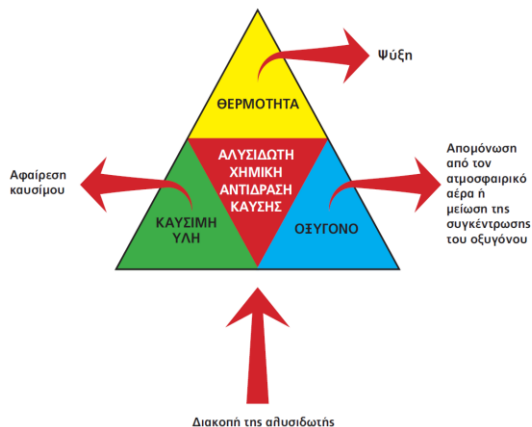 Ψύξη
ΘΕΡΜΟΤΗΤΑ
Αφαίρεση
καυσίμου
ΑΛΥΣΙΔΩΤΗ
ΧΗΜΙΚΗ
ΑΝΤΙΔΡΑΣΗ
ΚΑΥΣΗΣ
Απομόνωση
από τον
ατμοσφαιρικό
αέρα ή
μείωση της
συγκέντρωσης
του οξυγόνου
ΚΑΥΣΙΜΗ
ΥΛΗ
ΟΞΥΓΟΝΟ
Διακοπή της αλυσιδωτής